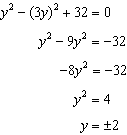 y² − (3y)² + 32 = 0
y² − 9y² = −32
−8y² = −32
y² = 4
y = ±2